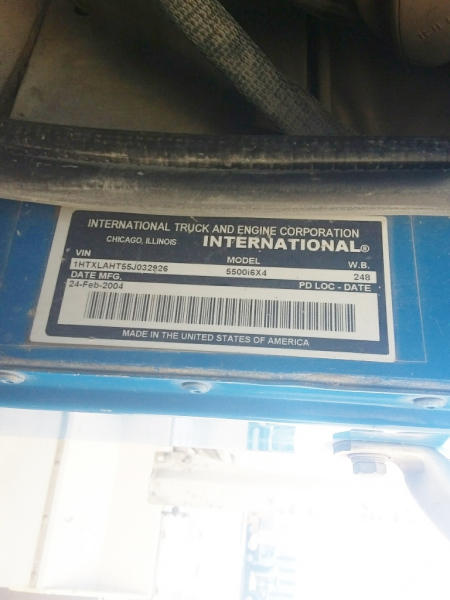 INTERNATIONAL TRUCK AND ENGINE CORPORATION
CHICAGO, ILLINOIS INTERNATIONAL®
VIN MODEL W.B.
1HTXLAHT55J032826 5500i6X4 248
DATE MFG. PD LOC - DATE
24-Feb-2004
MADE IN THE UNITED STATES OF AMERICA